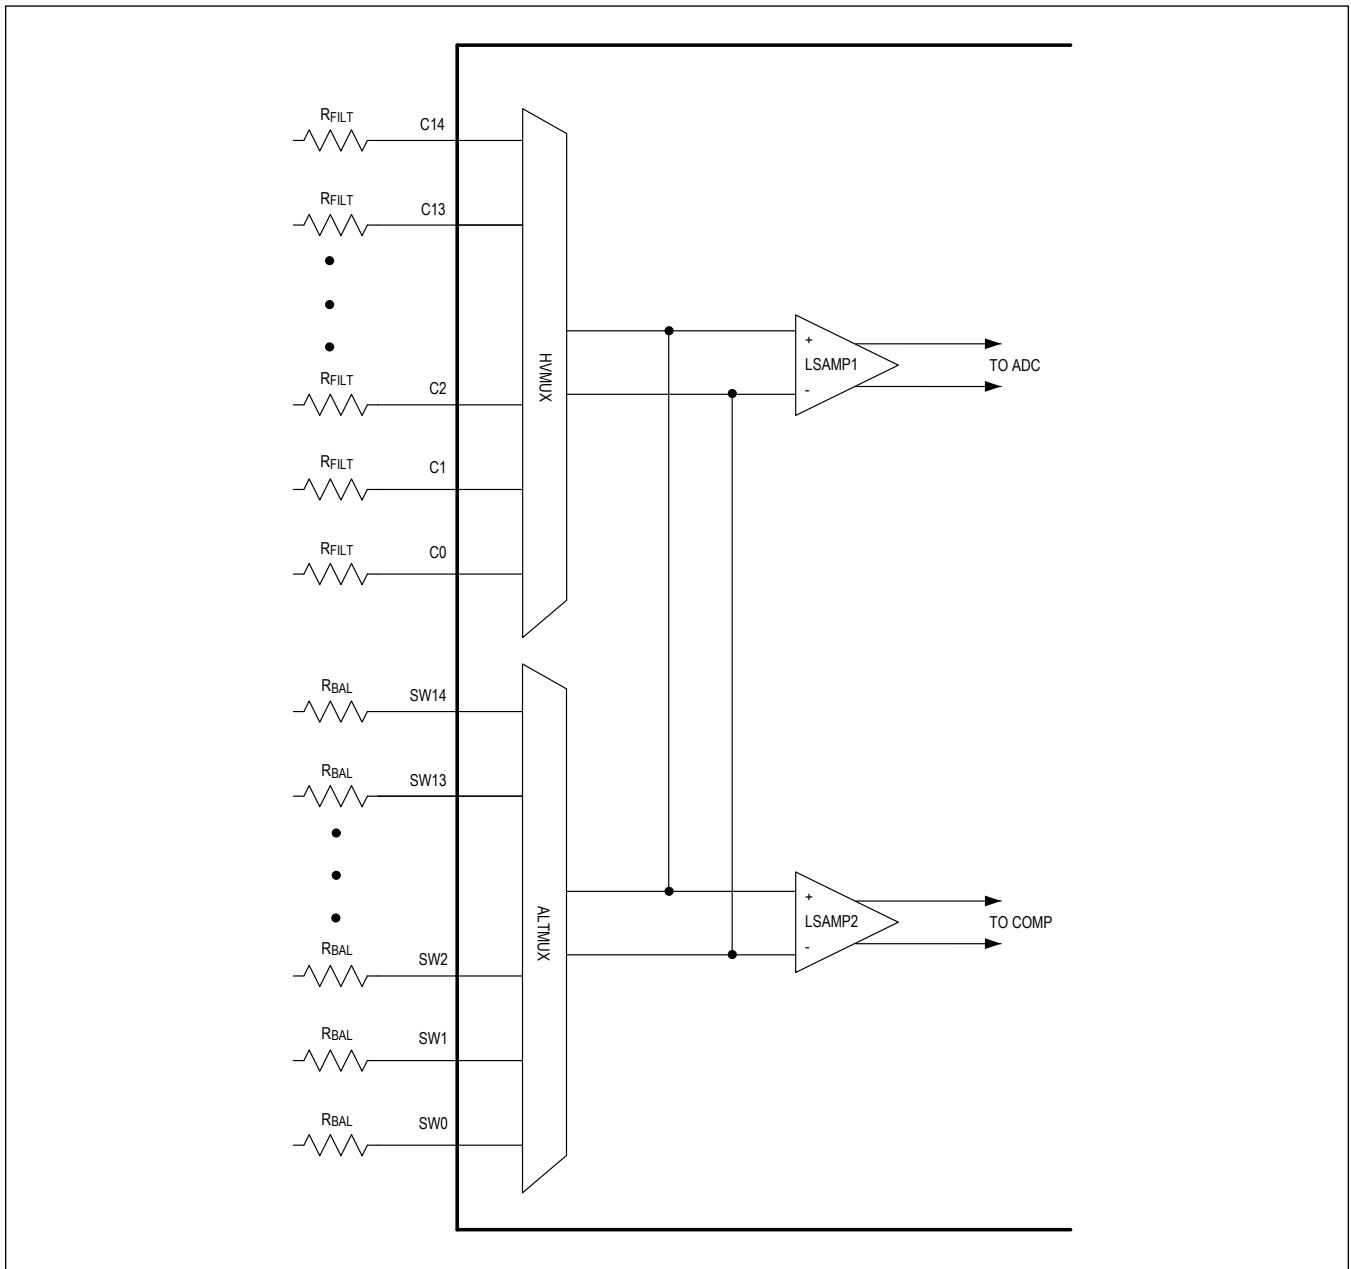 RFILT
C14
RFILT
C13
RFILT
C2
RFILT
C1
RFILT
C0
HVMUX
+
LSAMP1
-
TO ADC
RBAL
SW14
RBAL
SW13
RBAL
SW2
RBAL
SW1
RBAL
SW0
ALTMUX
+
LSAMP2
-
TO COMP